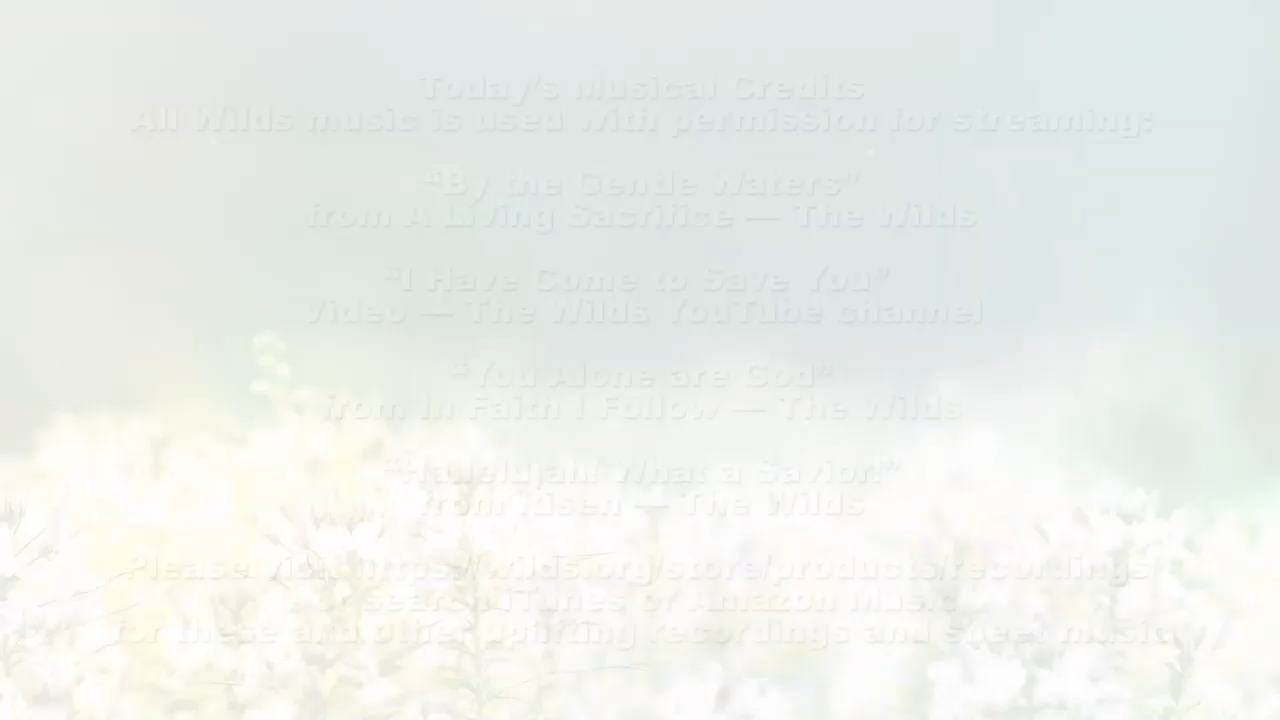 Today's Musical Credits
All Wilds music is used with permission for streaming:
“By the Gentle Waters”
from A Living Sacrifice — The Wilds
“I Have Come to Save You”
Video — The Wilds YouTube channel
“You Alone are God”
from In Faith I Follow — The Wilds
“Hallelujah! What a Savior!”
from Risen — The Wilds
Please visit https://wilds.org/store/products/recordings
or search iTunes or Amazon Music
for these and other uplifting recordings and sheet music.